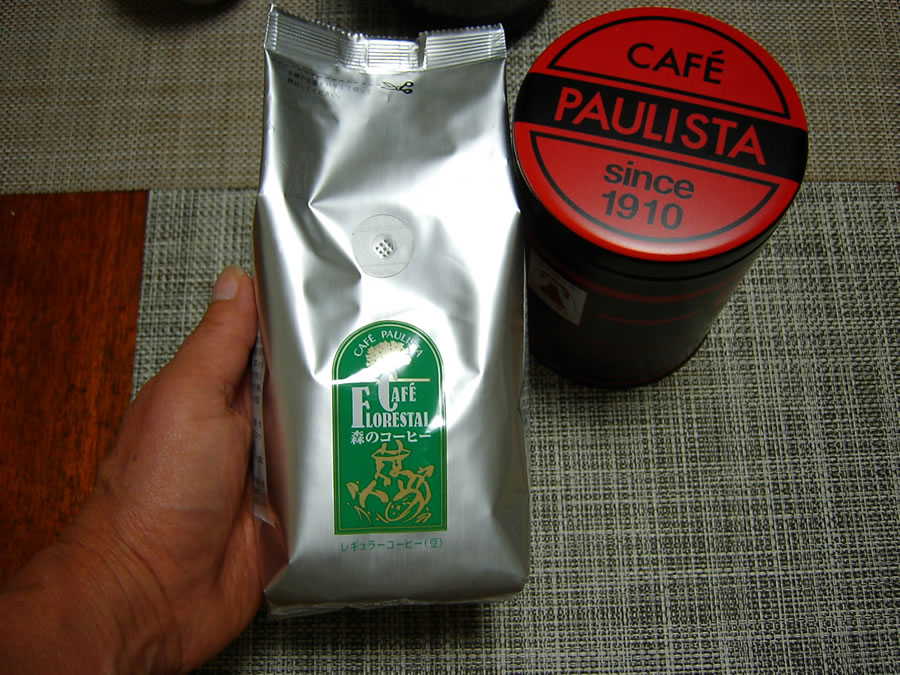 CAFÉ PAULISTA
CAFÉ
FLORESTAL
森のコーヒー
レギュラーコーヒー(豆)
CAFÉ
PAULISTA
since
1910